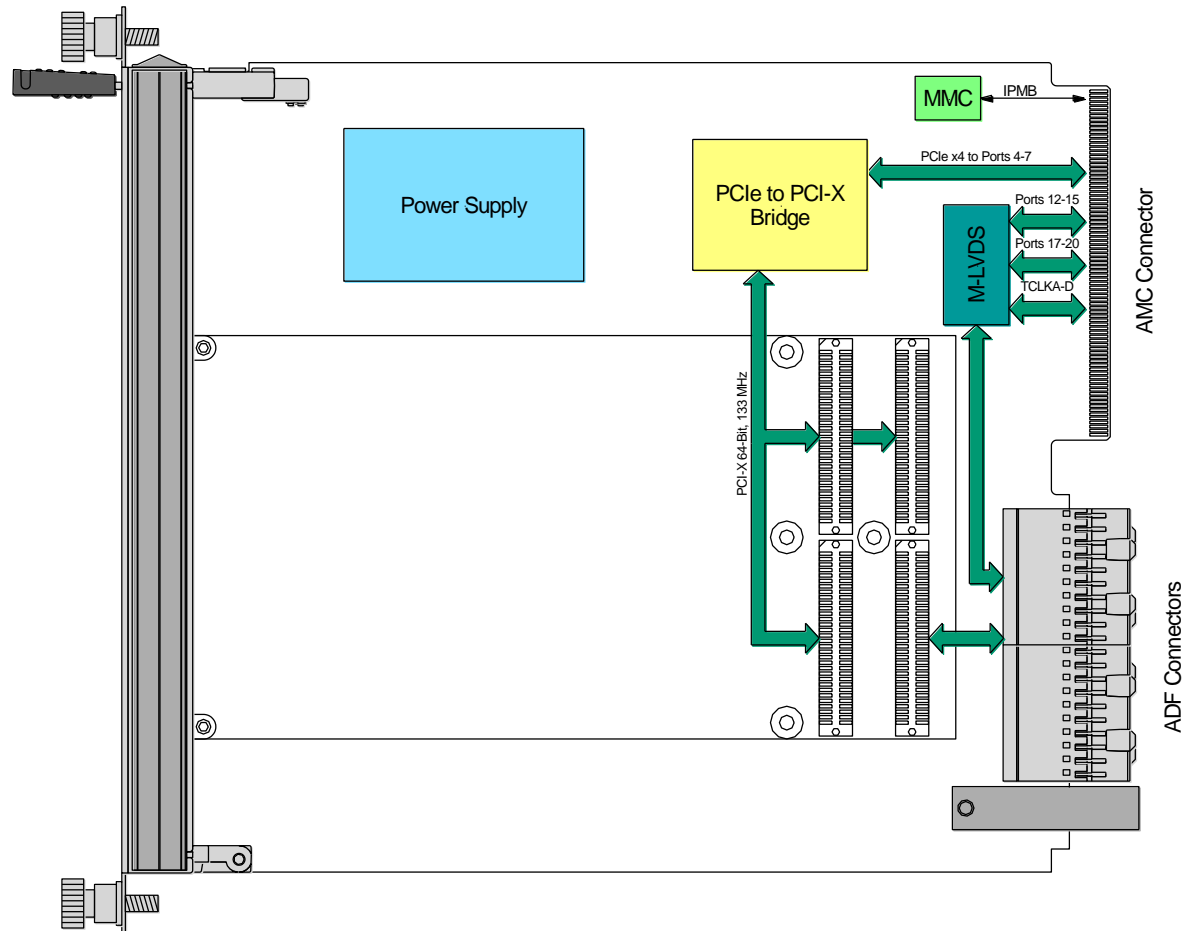 MMC
IPMB
PCIe x4 to Ports 4-7
Power Supply
PCIe to PCI-X
Bridge
Ports 12-15
Ports 17-20
TCLKA-D
M-LVDS
AMC Connector
PCI-X 64-Bit, 133 MHz
ADF Connectors